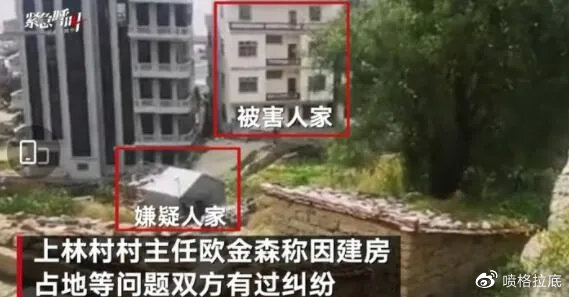 紧急呼叫
被害人家
嫌疑人家
上林村村主任欧金森称因建房
占地等问题双方有过纠纷
@喷格拉底